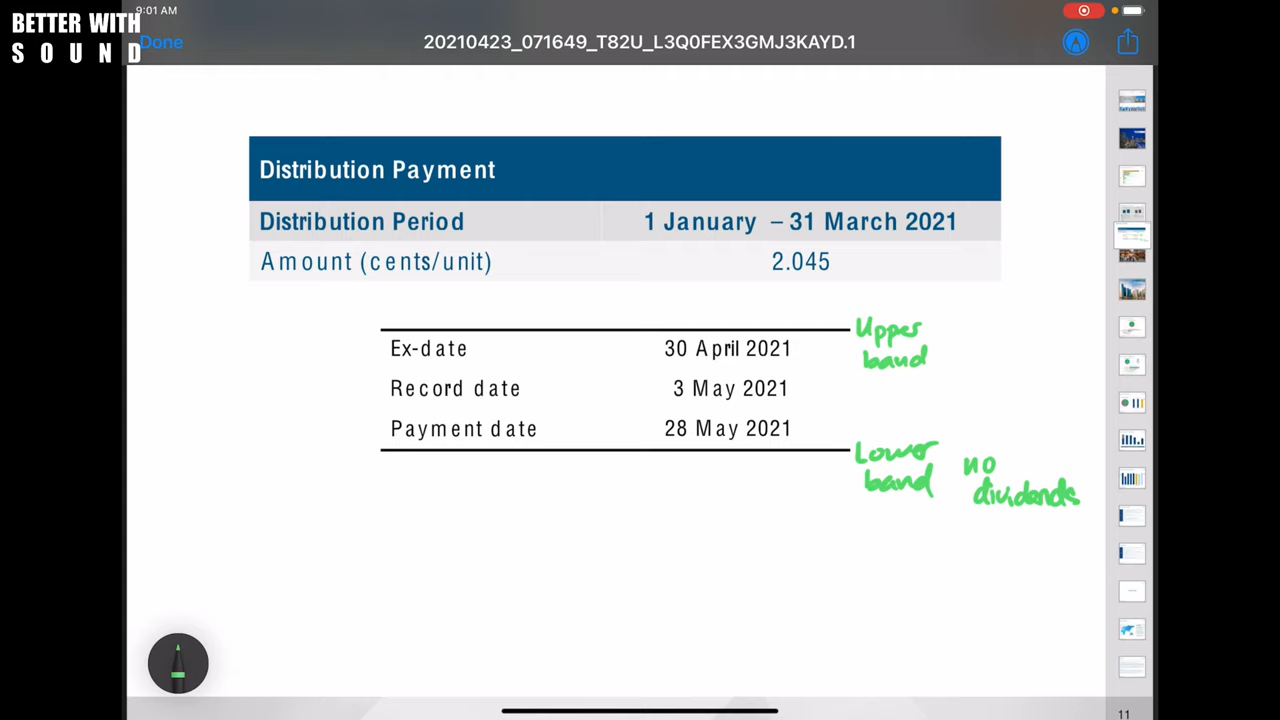 BETTER WITH
SOUND
9:01 AM
Done
20210423_071649_T82U_L3Q0FEX3GMJ3KAYD.1
Distribution Payment
Distribution Period 1 January – 31 March 2021
Amount (cents/unit) 2.045
Upper
band
Ex-date 30 April 2021
Record date 3 May 2021
Payment date 28 May 2021
Lower
band
no
dividends
11